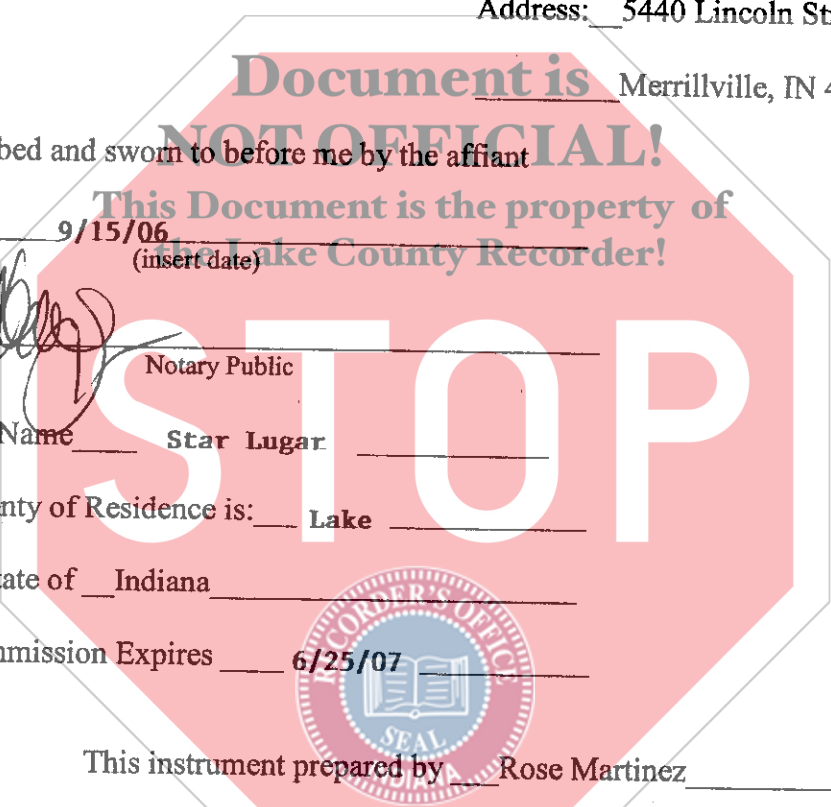 Address: 5440 Lincoln
Document is
Merrillville, IN
NOT OFFICIAL!
bed and sworn to before me by the affiant
This Document is the property of
9/15/06
the Lake County Recorder!
(insert date)
STOP
Notary Public
Name Star Lugar
nty of Residence is: Lake
ate of Indiana
mmission Expires 6/25/07
RECORDER'S OFFICE
SEAL
This instrument prepared by Rose Martinez